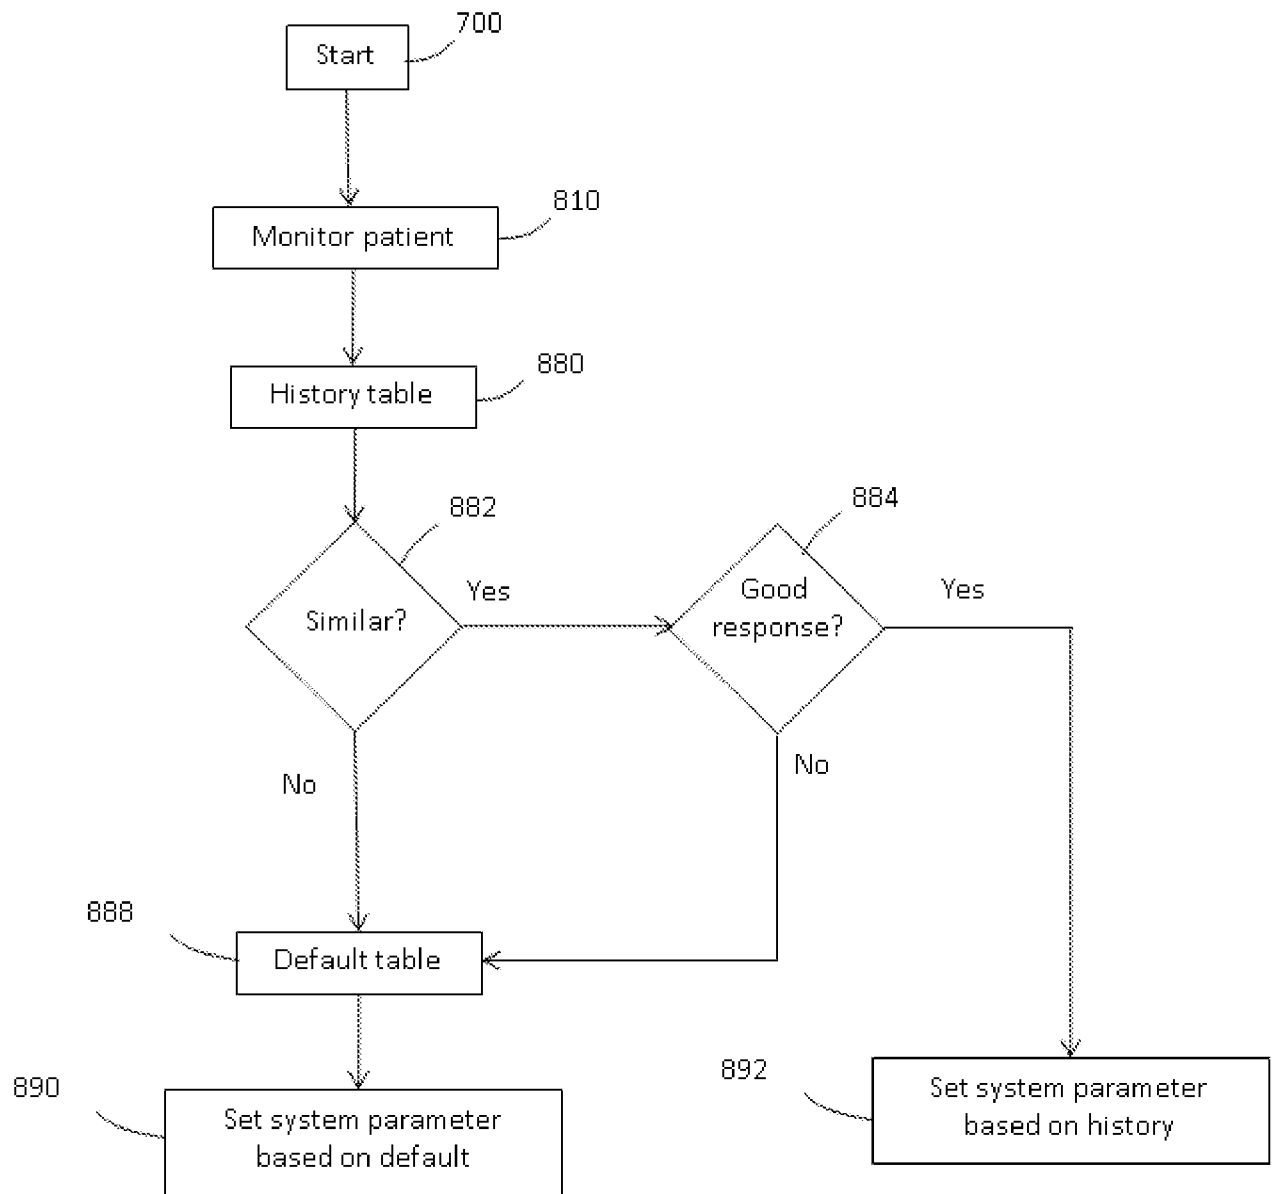 700
Start
810
Monitor patient
880
History table
882
884
Similar?
Yes
Good
response?
Yes
No
No
888
Default table
890
Set system parameter
based on default
892
Set system parameter
based on history